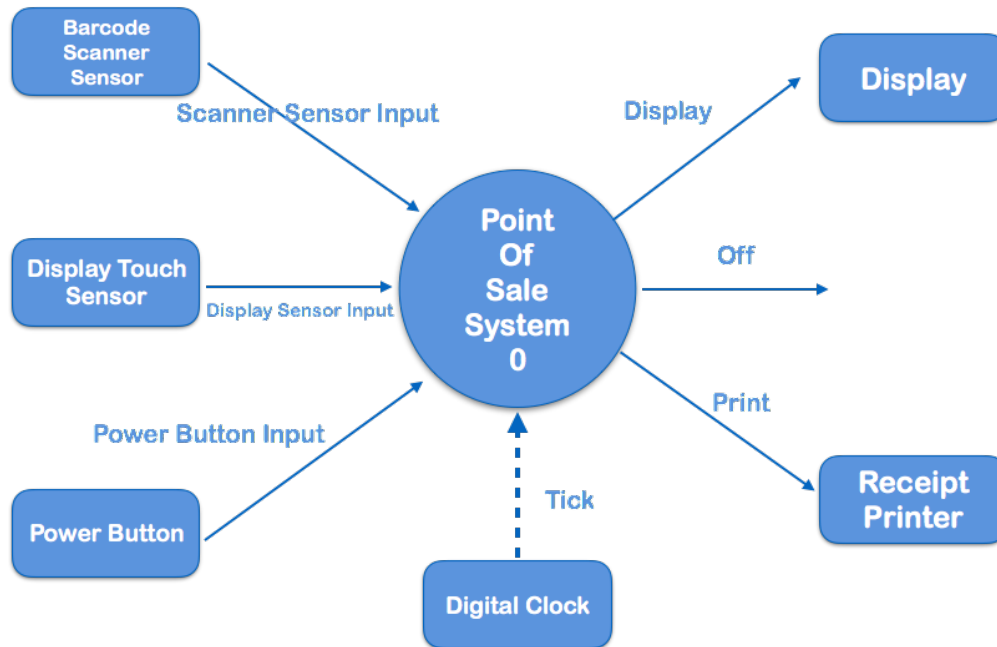 Barcode
Scanner
Sensor
Scanner Sensor Input
Display
Display
Point
Of
Sale
System
0
Display Touch
Sensor
Display Sensor Input
Off
Power Button Input
Print
Power Button
Tick
Receipt
Printer
Digital Clock